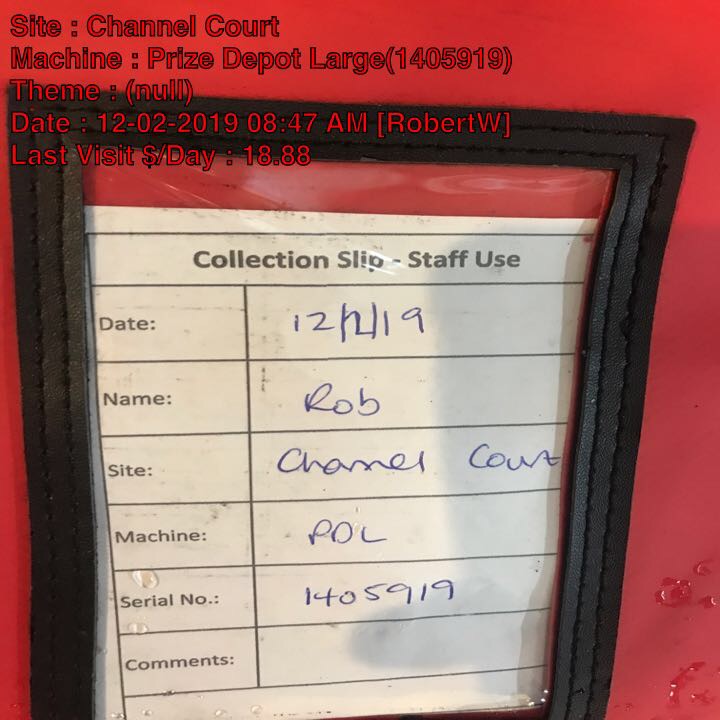 Site : Channel Court
Machine : Prize Depot Large(1405919)
Theme : (null)
Date : 12-02-2019 08:47 AM [RobertW]
Last Visit $/Day : 18.88
Collection Slip - Staff Use
Date: 12/2/19
Name: Rob
Site: Channel Court
Machine: PDL
Serial No.: 1405919
Comments: